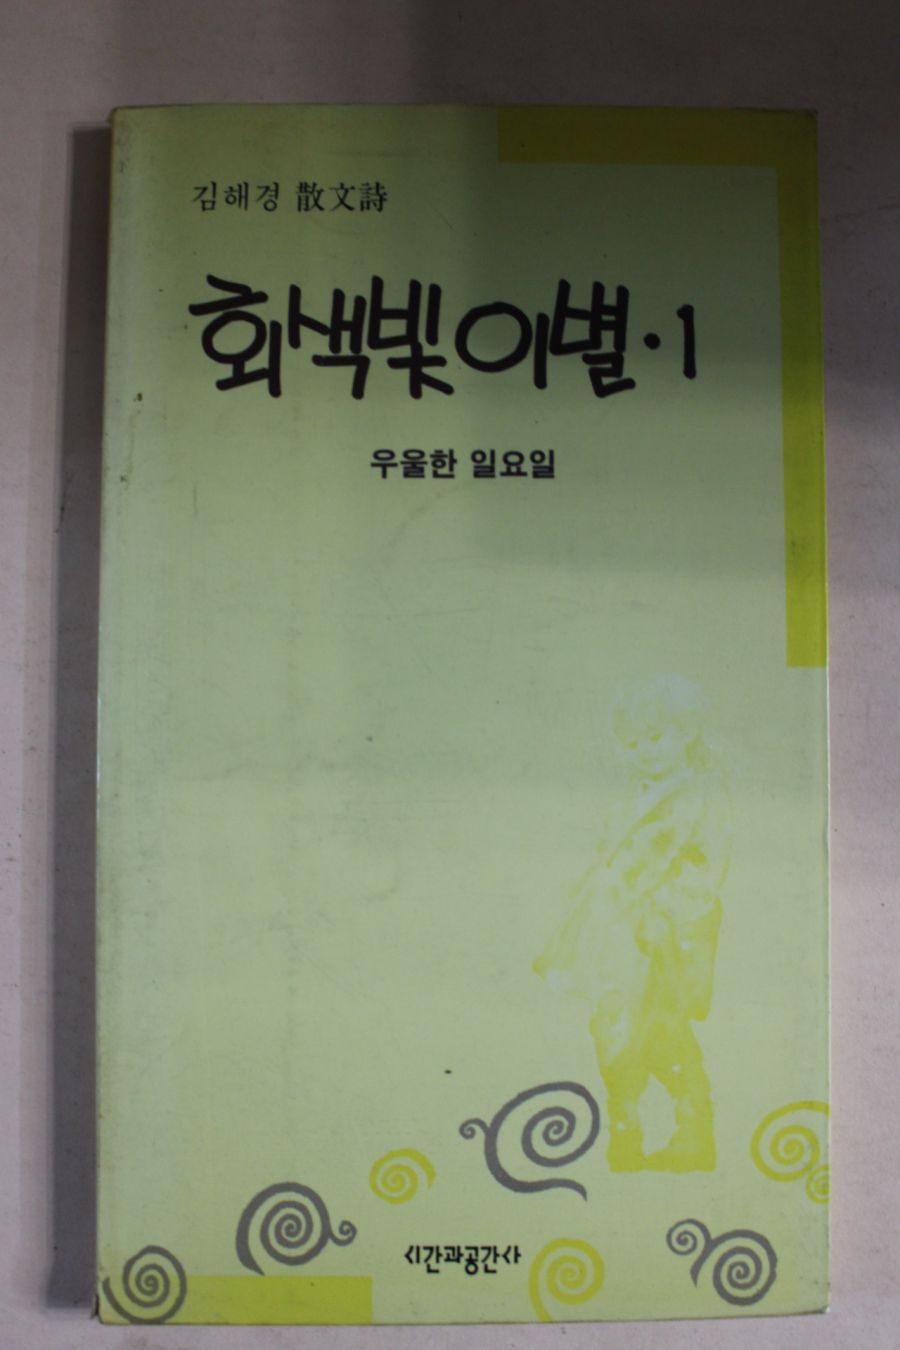 김해경 散文詩
회색빛 이별·1
우울한 일요일
시간과공간사